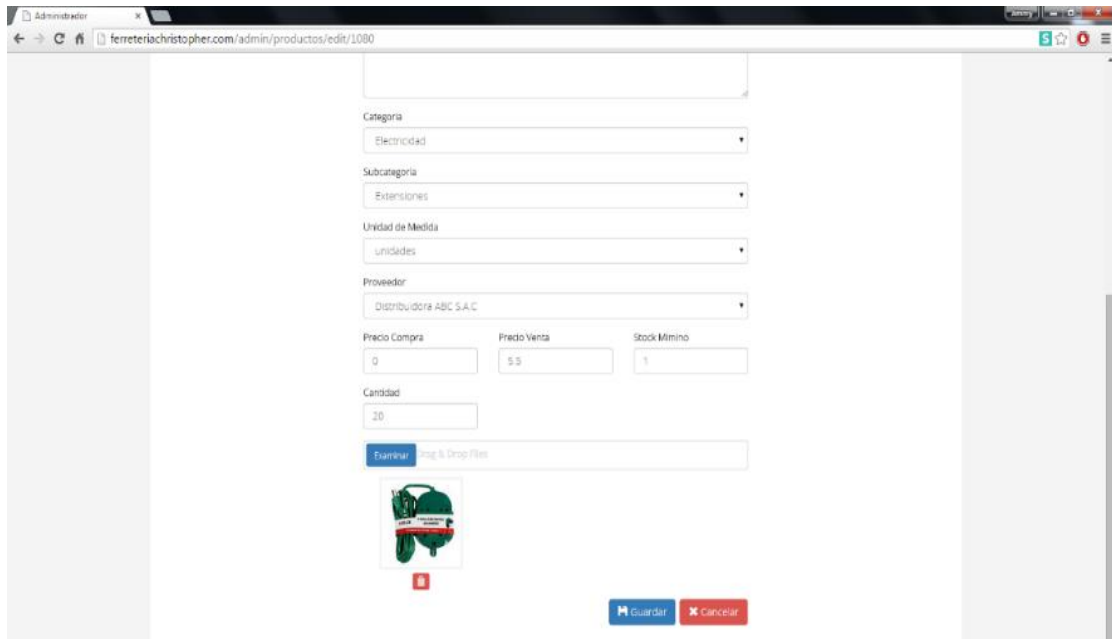 Administrador
Jimmy
ferreteriachristopher.com/admin/productos/edit/1080
Categoria
Electricidad
Subcategoria
Extensiones
Unidad de Medida
unidades
Proveedor
Distribuidora ABC S.A.C
Precio Compra Precio Venta Stock Mimino
0 5.5 1
Cantidad
20
Examinar Drag & Drop Files
Guardar Cancelar